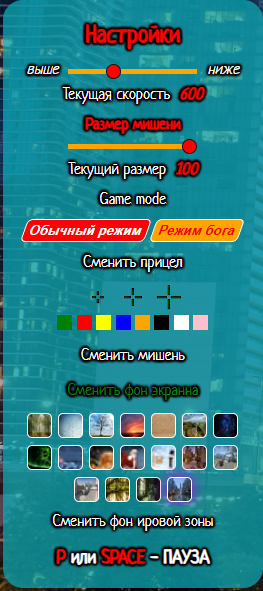 Настройки
выше ниже
Текущая скорость 600
Размер мишени
Текущий размер 100
Game mode
Обычный режим Режим бога
Сменить прицел
Сменить мишень
Сменить фон экранна
Сменить фон ировой зоны
P или SPACE - ПАУЗА